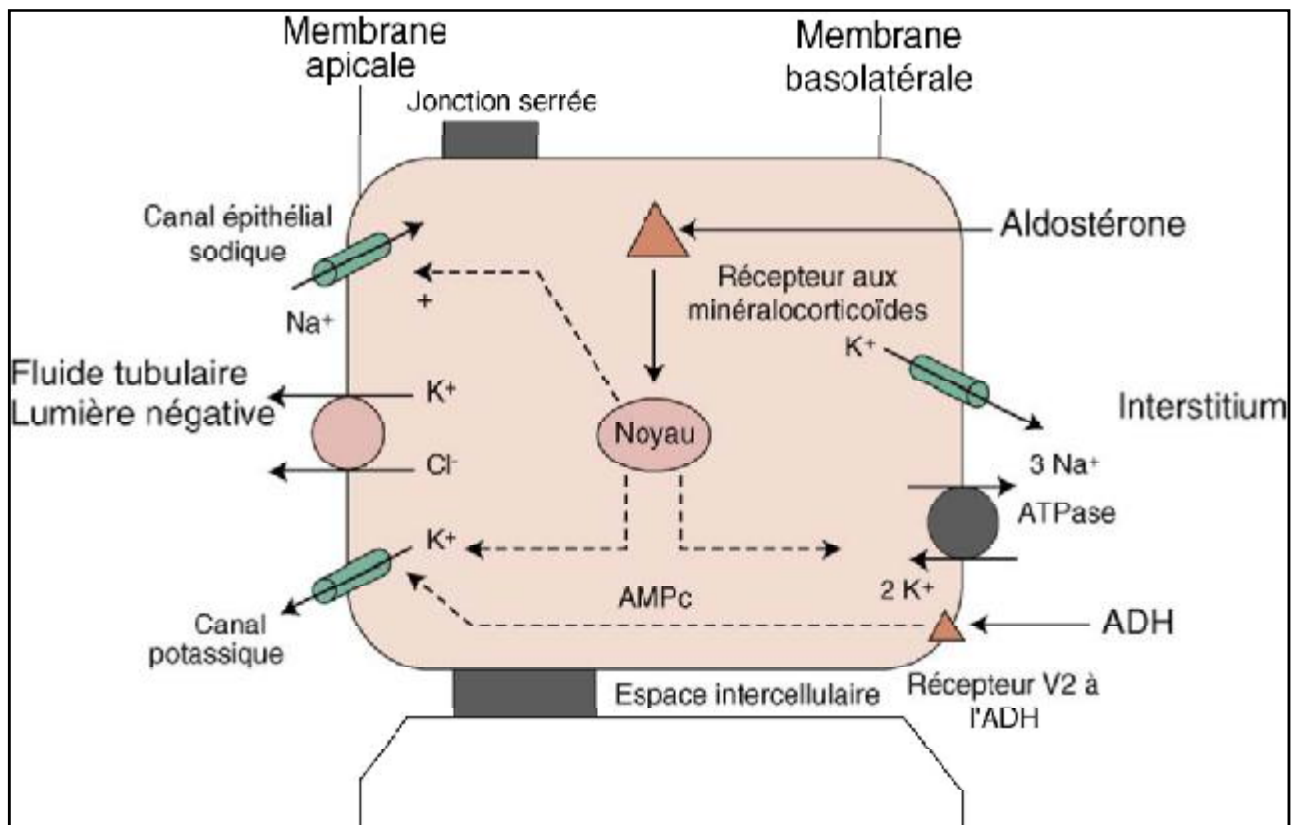 Membrane
apicale
Membrane
basolatérale
Jonction serrée
Canal épithélial
sodique
Aldostérone
Récepteur aux
minéralocorticoïdes
+
Na⁺
K⁺
Fluide tubulaire
Lumière négative
K⁺
Interstitium
Noyau
Cl⁻
3 Na⁺
ATPase
K⁺
2 K⁺
AMPc
Canal
potassique
ADH
Espace intercellulaire
Récepteur V2 à
l'ADH